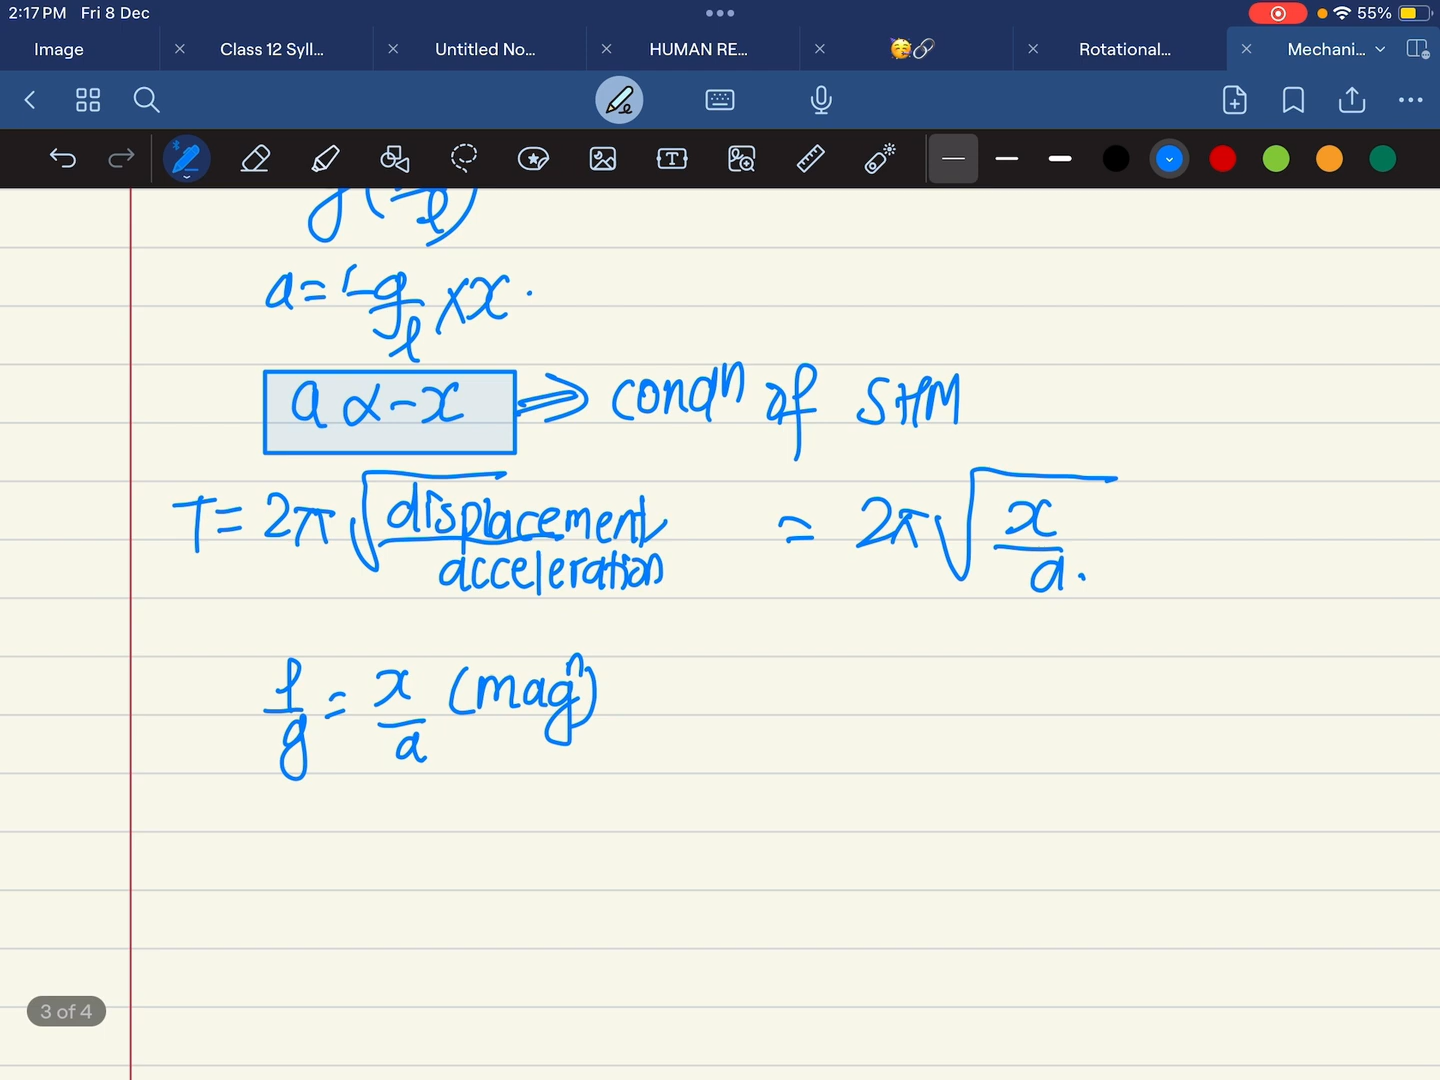 2:17 PM Fri 8 Dec 55%
Image Class 12 Syll... Untitled No... HUMAN RE... 🥳🔗 Rotational... Mechani...
a = -g/l × x.
a ∝ -x ⇒ condⁿ of SHM
T = 2π √(displacement/acceleration) = 2π √(x/a).
l/g = x/a (magⁿ)
3 of 4